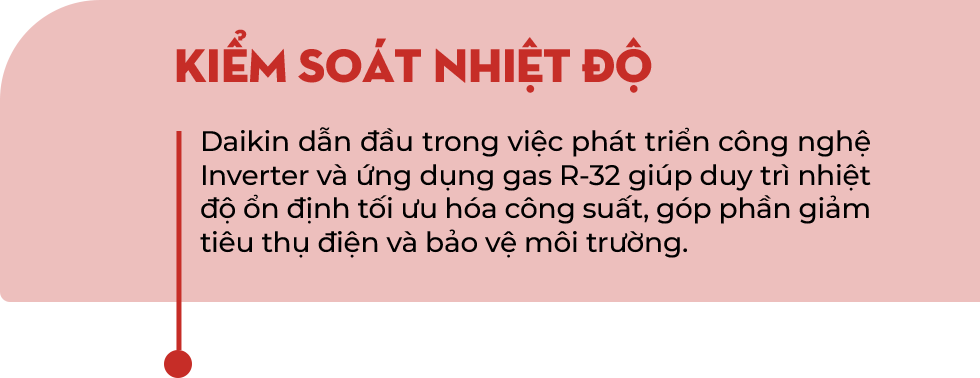 KIỂM SOÁT NHIỆT ĐỘ
Daikin dẫn đầu trong việc phát triển công nghệ
Inverter và ứng dụng gas R-32 giúp duy trì nhiệt
độ ổn định tối ưu hóa công suất, góp phần giảm
tiêu thụ điện và bảo vệ môi trường.